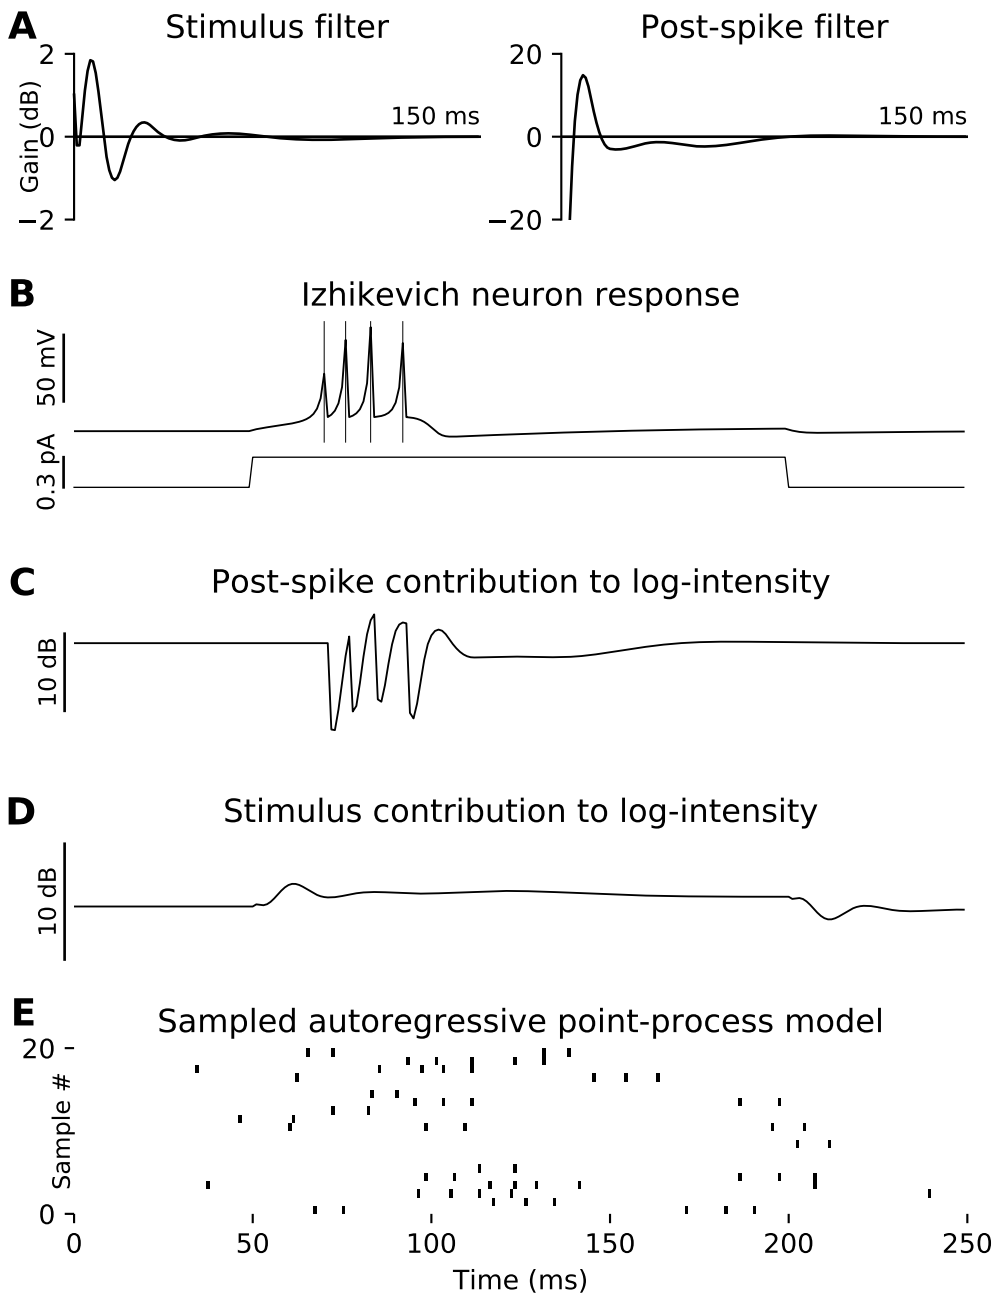 A
Stimulus filter
Post-spike filter
2
0
−2
Gain (dB)
150 ms
20
0
−20
150 ms
B
Izhikevich neuron response
50 mV
0.3 pA
C
Post-spike contribution to log-intensity
10 dB
D
Stimulus contribution to log-intensity
10 dB
E
Sampled autoregressive point-process model
20
0
Sample #
0 50 100 150 200 250
Time (ms)